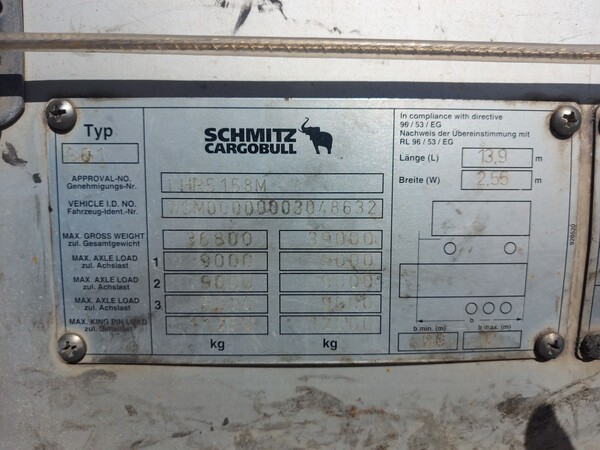 Typ
SCHMITZ
CARGOBULL
In compliance with directive
96 / 53 / EG
Nachweis der Übereinstimmung mit
RL 96 / 53 / EG
Länge (L) 13,9 m
Breite (W) 2,55 m
APPROVAL-NO.
Genehmigungs-Nr.
VEHICLE I.D. NO.
Fahrzeug-Ident.-Nr.
MAX. GROSS WEIGHT 36800 39000
zul. Gesamtgewicht
MAX. AXLE LOAD 1 9000 9000
zul. Achslast
MAX. AXLE LOAD 2 9000
zul. Achslast
MAX. AXLE LOAD 3
zul. Achslast
MAX. KING PIN LOAD
zul.
kg kg
b
b min. (m) b max. (m)